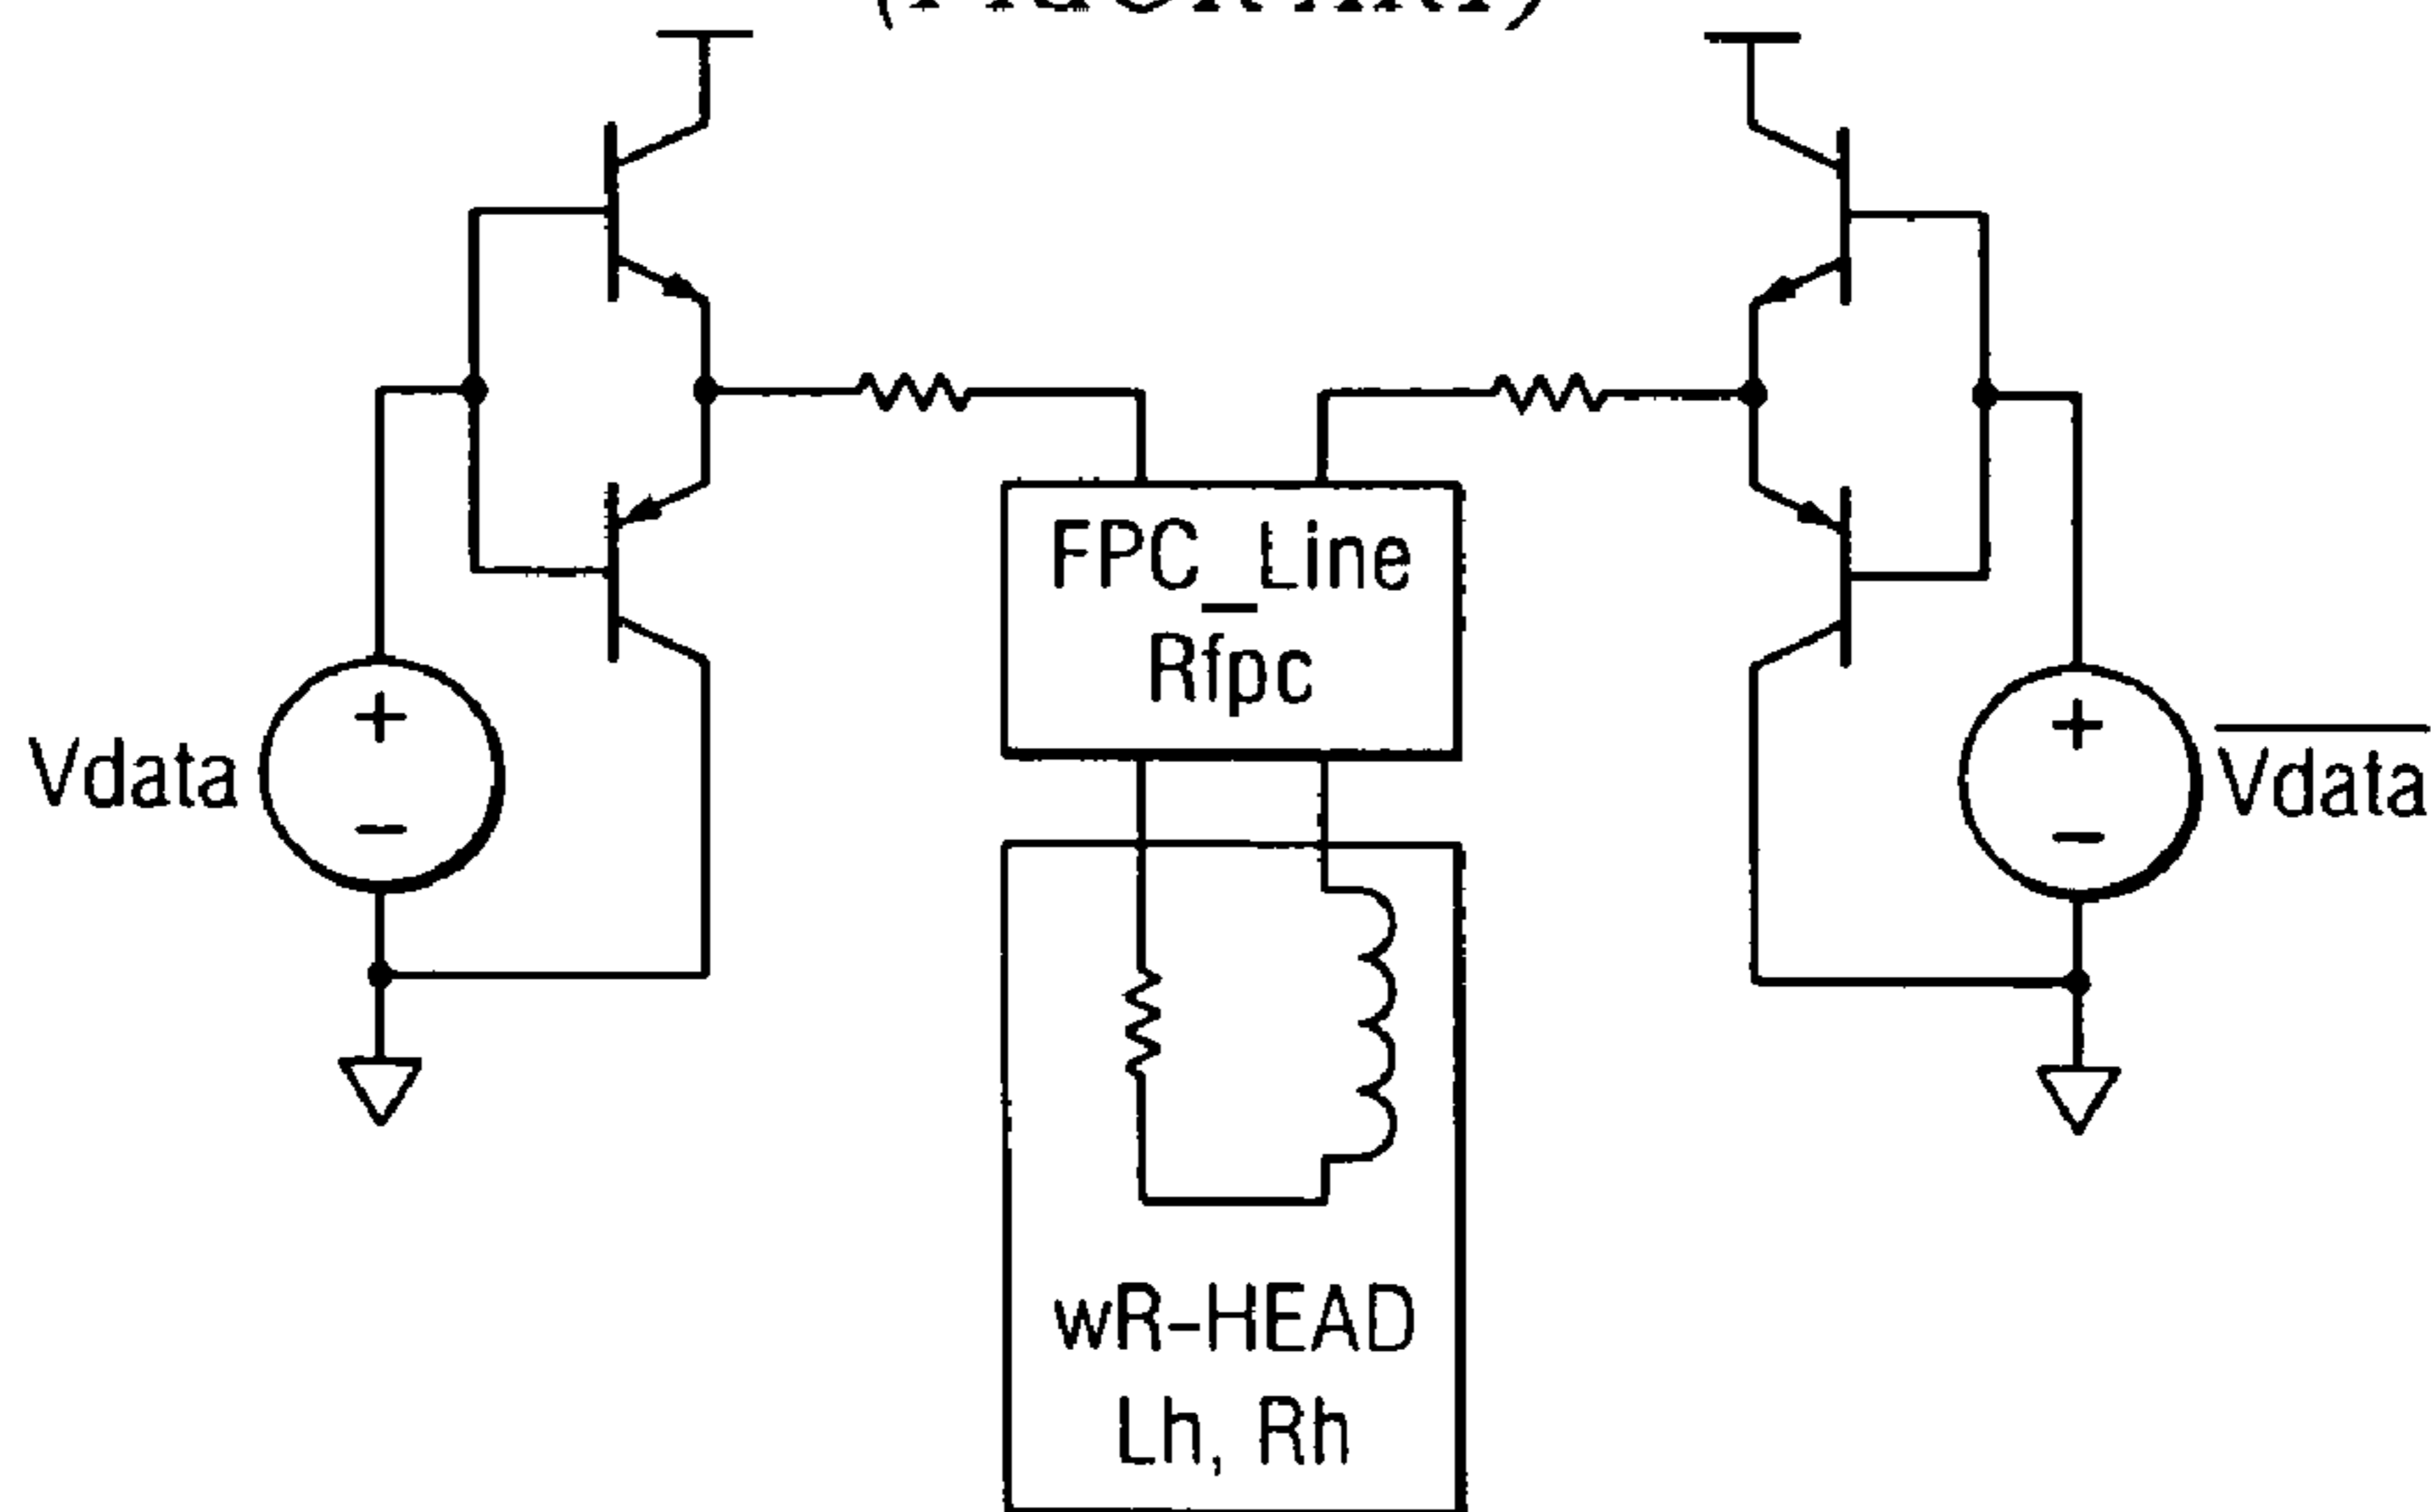 FPC_Line
Rfpc
+
−
Vdata
+
−
Vdata
wR-HEAD
Lh, Rh